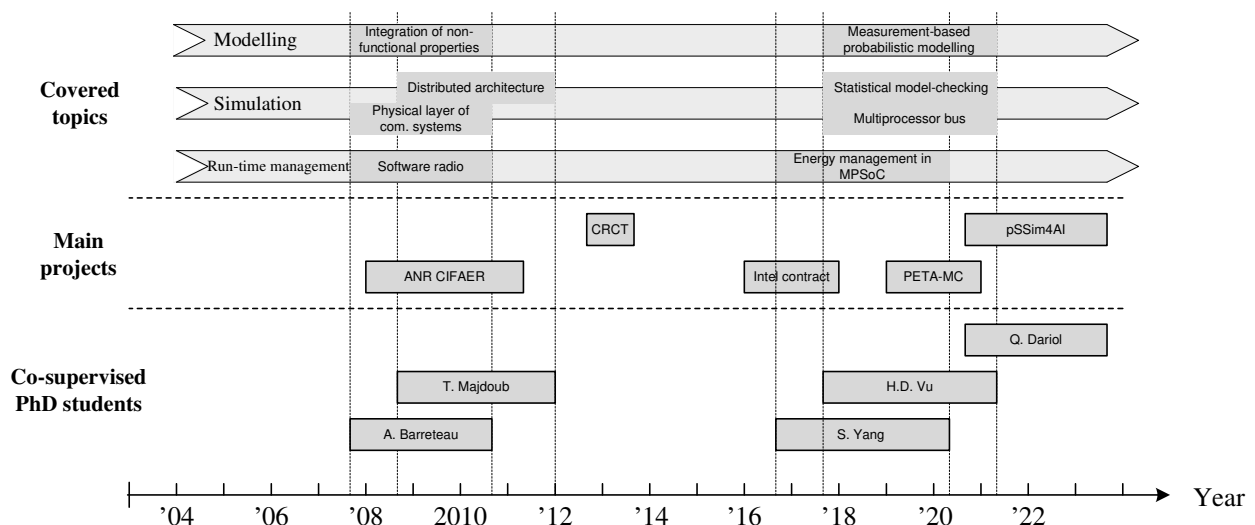 Modelling
Integration of non-
functional properties
Measurement-based
probabilistic modelling
Covered
topics
Distributed architecture
Statistical model-checking
Simulation
Physical layer of
com. systems
Multiprocessor bus
Run-time management
Software radio
Energy management in
MPSoC
Main
projects
CRCT
pSSim4AI
ANR CIFAER
Intel contract
PETA-MC
Co-supervised
PhD students
Q. Dariol
T. Majdoub
H.D. Vu
A. Barreteau
S. Yang
’04 ’06 ’08 2010 ’12 ’14 ’16 ’18 ’20 ’22 Year